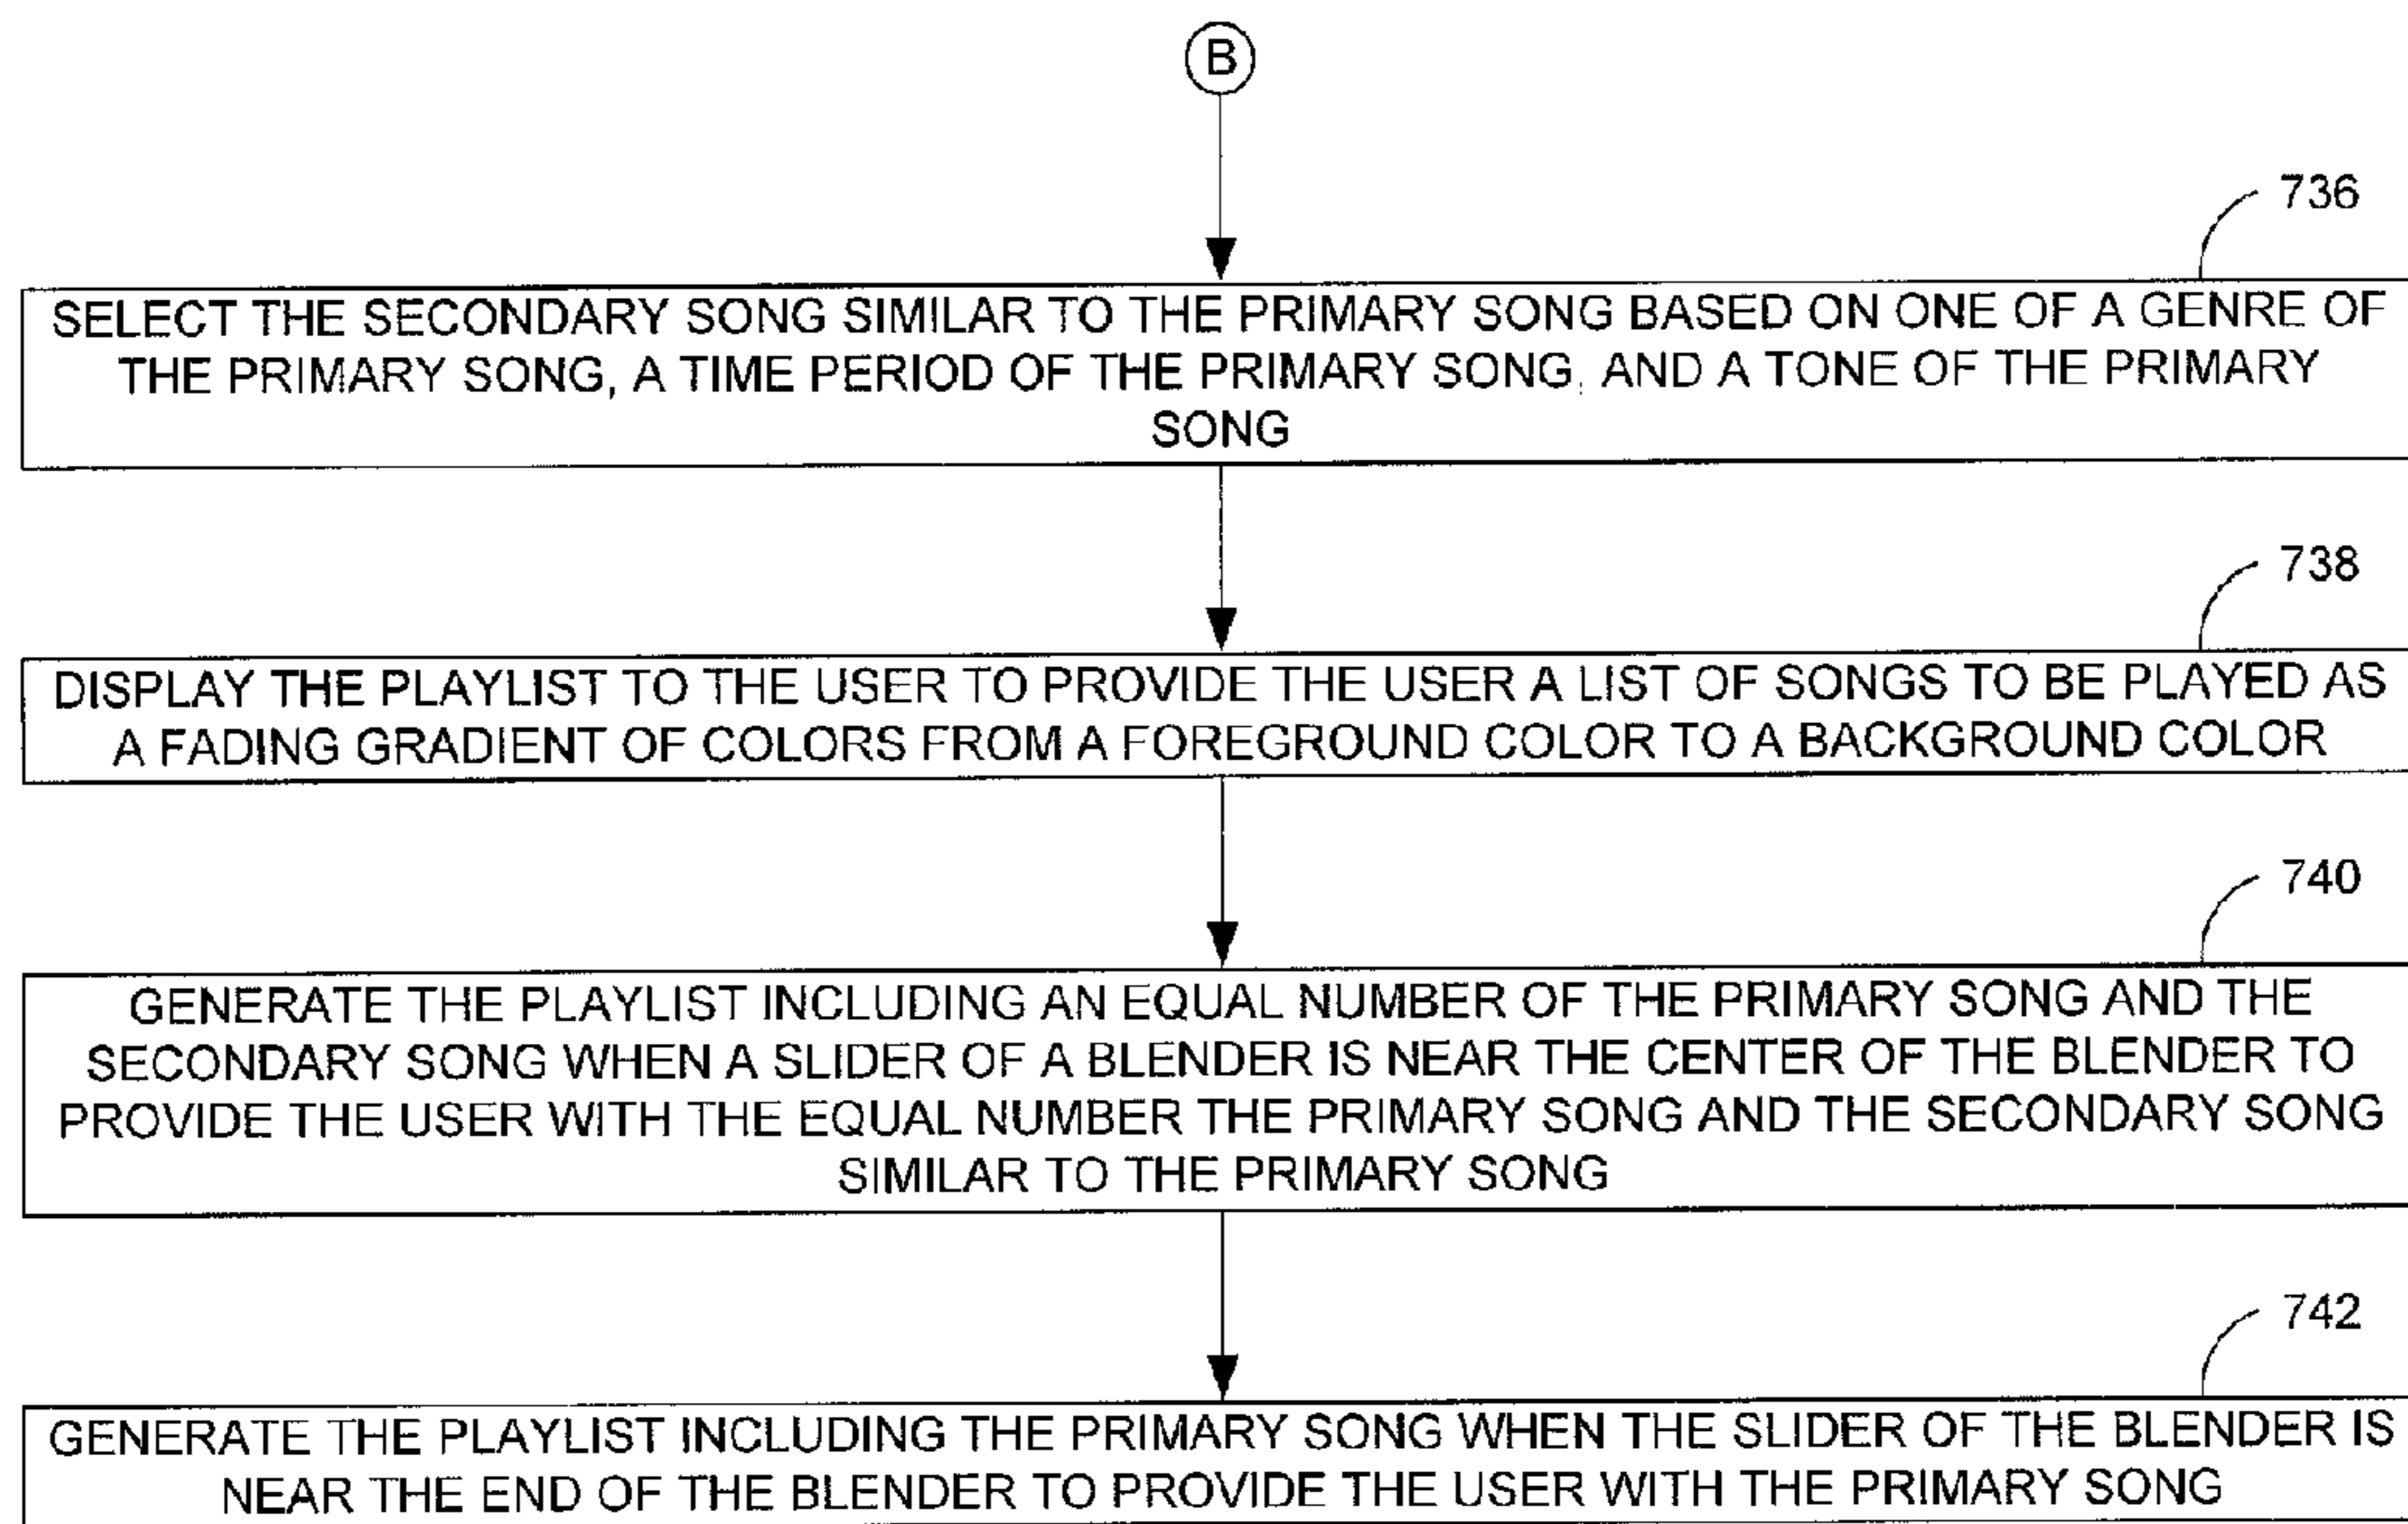 B
736
SELECT THE SECONDARY SONG SIMILAR TO THE PRIMARY SONG BASED ON ONE OF A GENRE OF
THE PRIMARY SONG, A TIME PERIOD OF THE PRIMARY SONG, AND A TONE OF THE PRIMARY
SONG
738
DISPLAY THE PLAYLIST TO THE USER TO PROVIDE THE USER A LIST OF SONGS TO BE PLAYED AS
A FADING GRADIENT OF COLORS FROM A FOREGROUND COLOR TO A BACKGROUND COLOR
740
GENERATE THE PLAYLIST INCLUDING AN EQUAL NUMBER OF THE PRIMARY SONG AND THE
SECONDARY SONG WHEN A SLIDER OF A BLENDER IS NEAR THE CENTER OF THE BLENDER TO
PROVIDE THE USER WITH THE EQUAL NUMBER THE PRIMARY SONG AND THE SECONDARY SONG
SIMILAR TO THE PRIMARY SONG
742
GENERATE THE PLAYLIST INCLUDING THE PRIMARY SONG WHEN THE SLIDER OF THE BLENDER IS
NEAR THE END OF THE BLENDER TO PROVIDE THE USER WITH THE PRIMARY SONG